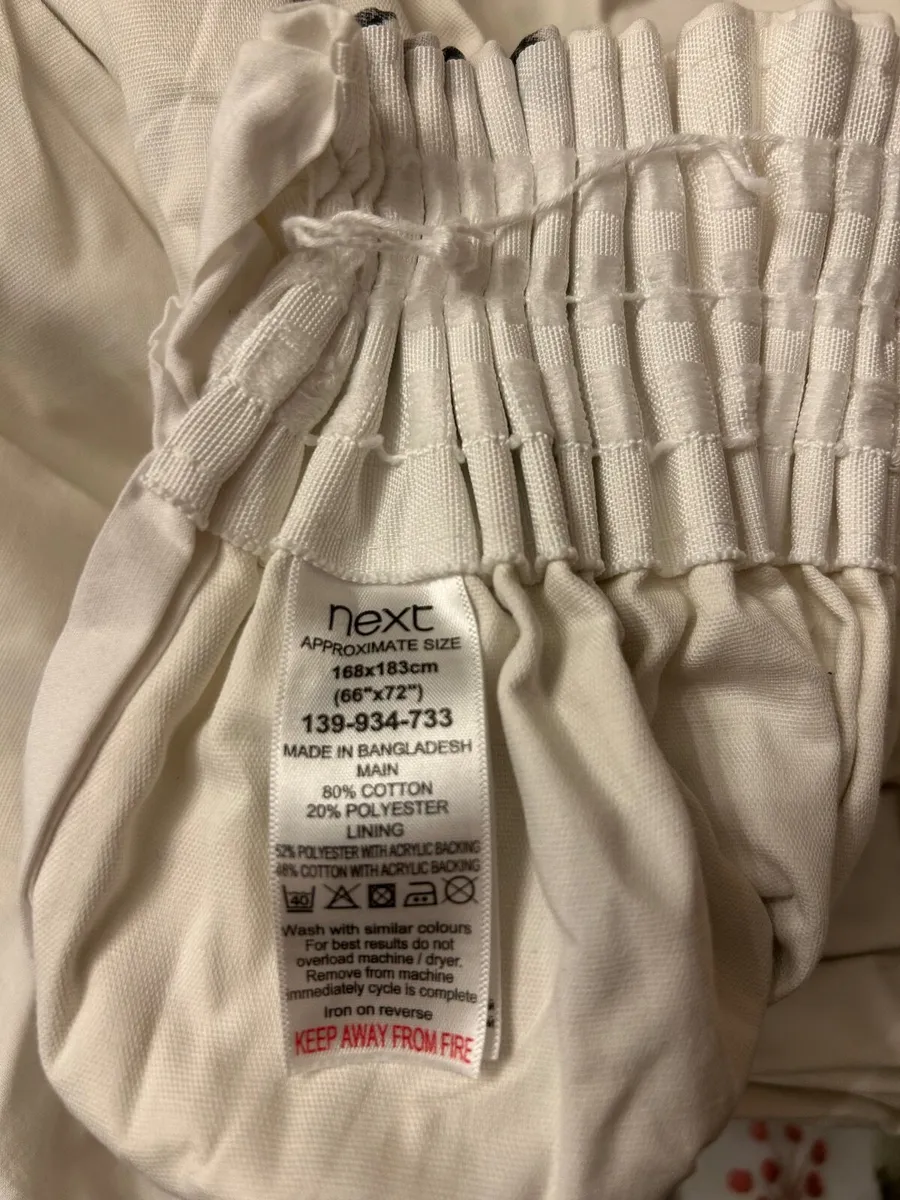 next
APPROXIMATE SIZE
168x183cm
(66"x72")
139-934-733
MADE IN BANGLADESH
MAIN
80% COTTON
20% POLYESTER
LINING
52% POLYESTER WITH ACRYLIC BACKING
48% COTTON WITH ACRYLIC BACKING
40
Wash with similar colours
For best results do not
overload machine / dryer.
Remove from machine
immediately cycle is complete
Iron on reverse
KEEP AWAY FROM FIRE